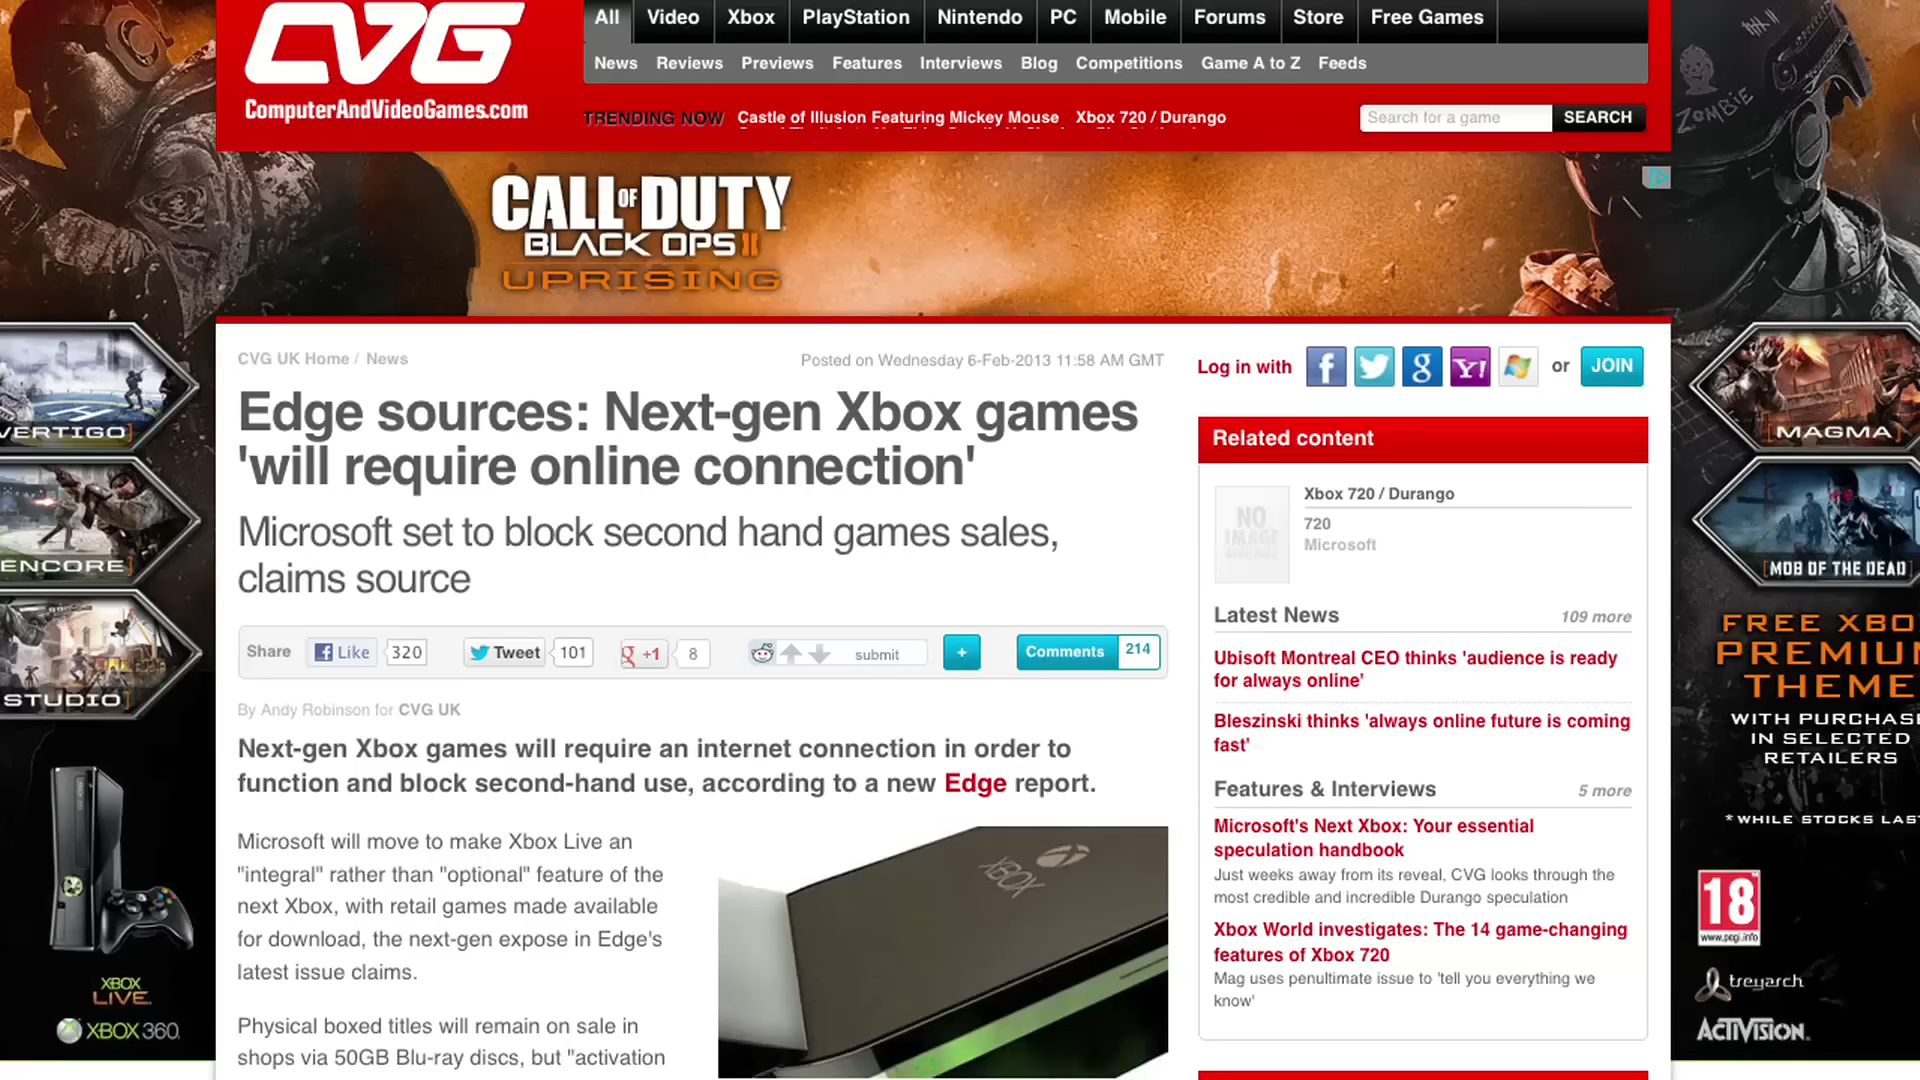 CVG
ComputerAndVideoGames.com
All Video Xbox PlayStation Nintendo PC Mobile Forums Store Free Games
News Reviews Previews Features Interviews Blog Competitions Game A to Z Feeds
TRENDING NOW Castle of Illusion Featuring Mickey Mouse Xbox 720 / Durango
Search for a game SEARCH
ZOMBIE
CALL OF DUTY
BLACK OPS II
UPRISING
CVG UK Home / News
Posted on Wednesday 6-Feb-2013 11:58 AM GMT
Edge sources: Next-gen Xbox games
'will require online connection'
Microsoft set to block second hand games sales,
claims source
Share Like 320 Tweet 101 g +1 8 submit + Comments 214
By Andy Robinson for CVG UK
Next-gen Xbox games will require an internet connection in order to
function and block second-hand use, according to a new Edge report.
Microsoft will move to make Xbox Live an
"integral" rather than "optional" feature of the
next Xbox, with retail games made available
for download, the next-gen expose in Edge's
latest issue claims.
Physical boxed titles will remain on sale in
shops via 50GB Blu-ray discs, but "activation
XBOX
Log in with f g Y! or JOIN
Related content
NO
IMAGE
AVAILABLE
Xbox 720 / Durango
720
Microsoft
Latest News 109 more
Ubisoft Montreal CEO thinks 'audience is ready
for always online'
Bleszinski thinks 'always online future is coming
fast'
Features & Interviews 5 more
Microsoft's Next Xbox: Your essential
speculation handbook
Just weeks away from its reveal, CVG looks through the
most credible and incredible Durango speculation
Xbox World investigates: The 14 game-changing
features of Xbox 720
Mag uses penultimate issue to 'tell you everything we
know'
VERTIGO]
ENCORE]
STUDIO]
XBOX
LIVE.
XBOX 360.
[MAGMA]
[MOB OF THE DEAD]
FREE XBO
PREMIUM
THEME
WITH PURCHAS
IN SELECTED
RETAILERS
*WHILE STOCKS LAST
18
www.pegi.info
treyarch
ACTIVISION.